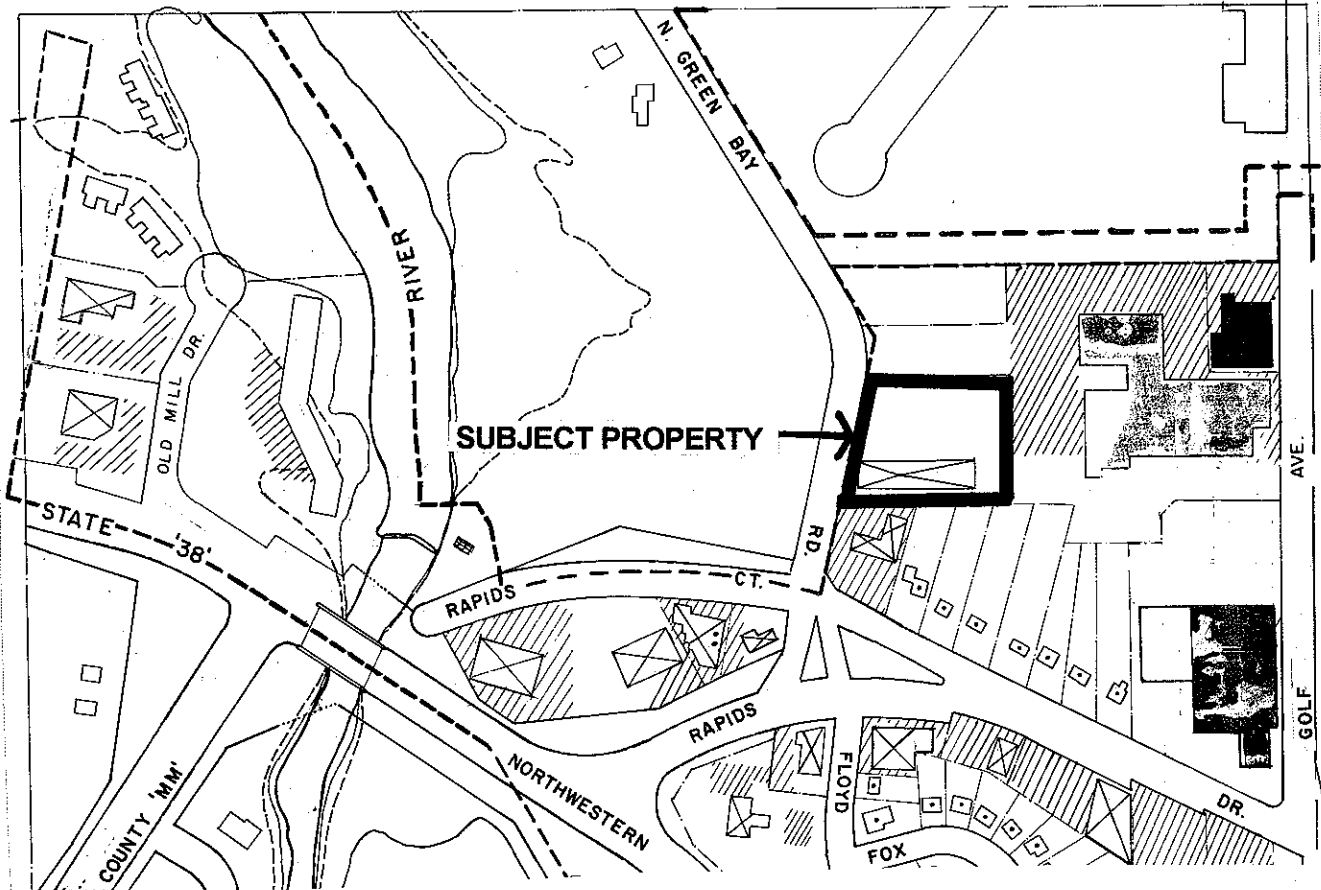 N. GREEN BAY
RIVER
OLD MILL DR.
SUBJECT PROPERTY
AVE.
STATE '38'
RD.
CT.
RAPIDS
GOLF
RAPIDS
FLOYD
NORTHWESTERN
DR.
COUNTY 'MM'
FOX